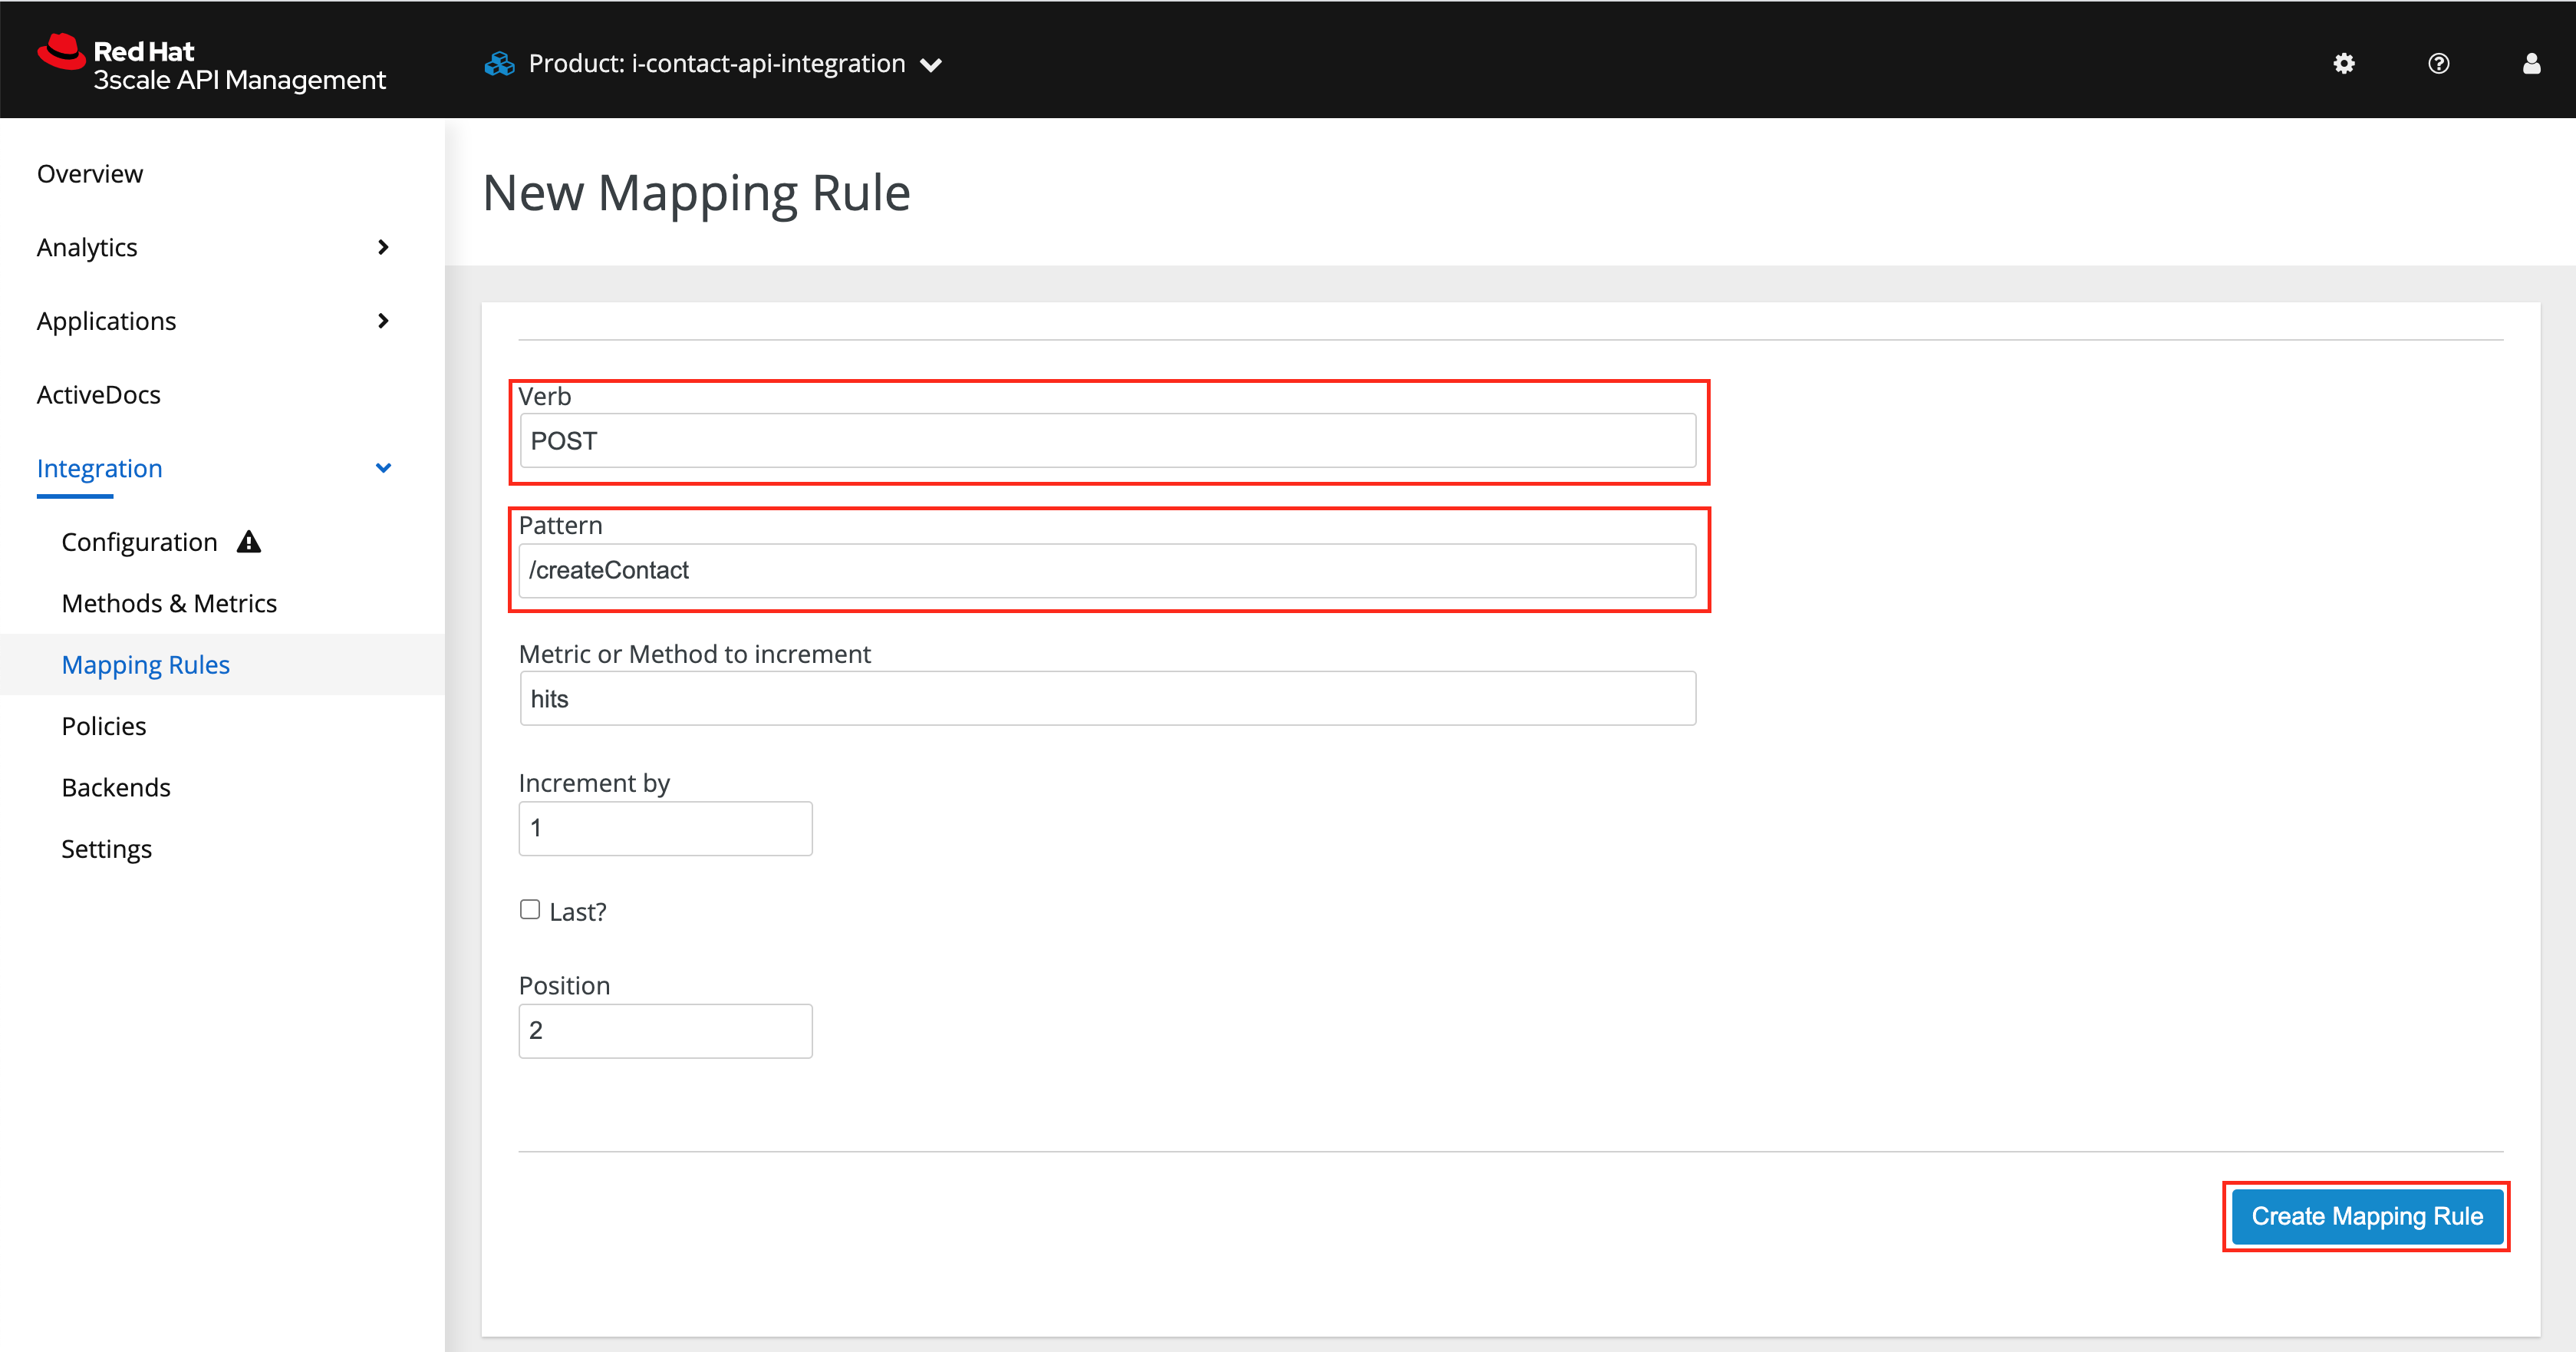 Red Hat
3scale API Management
Product: i-contact-api-integration
Overview
Analytics
Applications
ActiveDocs
Integration
Configuration
Methods & Metrics
Mapping Rules
Policies
Backends
Settings
New Mapping Rule
Verb
POST
Pattern
/createContact
Metric or Method to increment
hits
Increment by
1
Last?
Position
2
Create Mapping Rule